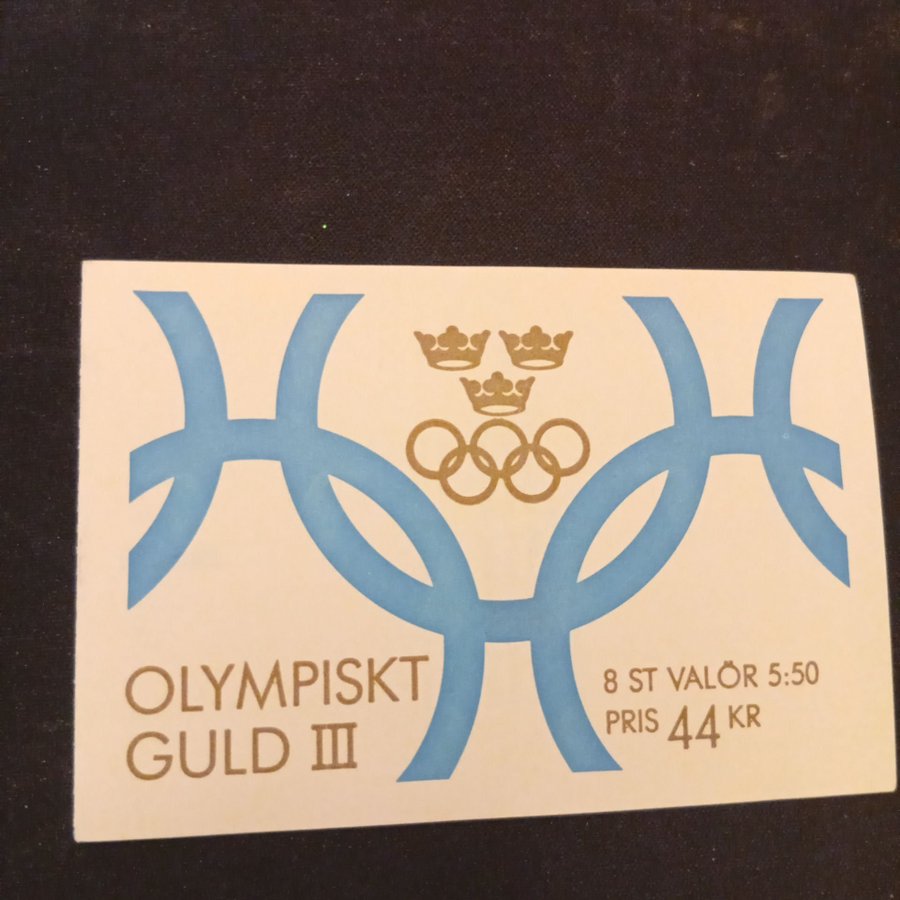 OLYMPISKT
GULD III
8 ST VALÖR 5:50
PRIS 44 KR